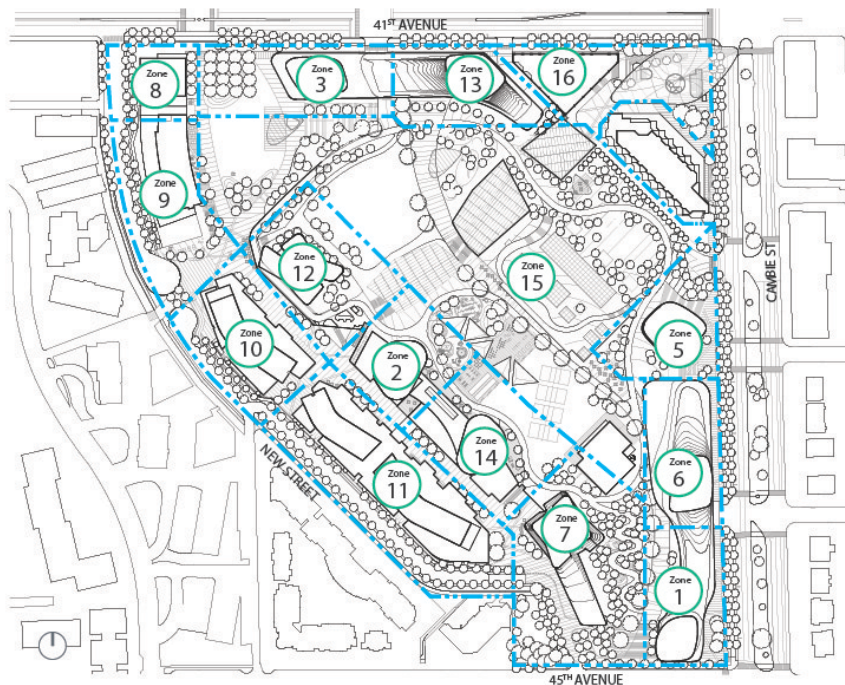 41ST AVENUE
Zone
8
Zone
3
Zone
13
Zone
16
Zone
9
Zone
12
Zone
15
CAMBIE ST
Zone
10
Zone
5
Zone
2
Zone
14
Zone
6
NEW STREET
Zone
11
Zone
7
Zone
1
45TH AVENUE